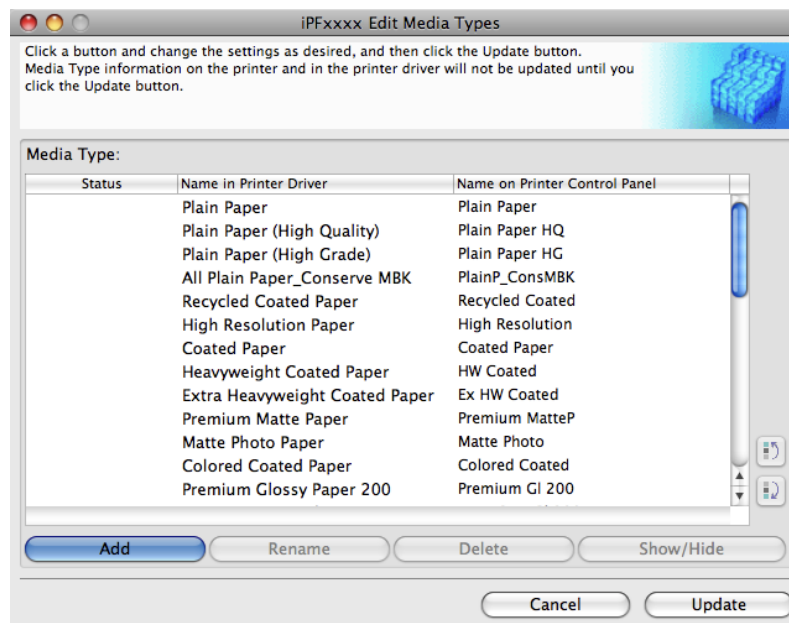 iPFxxxx Edit Media Types
Click a button and change the settings as desired, and then click the Update button.
Media Type information on the printer and in the printer driver will not be updated until you
click the Update button.
Media Type:
Status Name in Printer Driver Name on Printer Control Panel
Plain Paper Plain Paper
Plain Paper (High Quality) Plain Paper HQ
Plain Paper (High Grade) Plain Paper HG
All Plain Paper_Conserve MBK PlainP_ConsMBK
Recycled Coated Paper Recycled Coated
High Resolution Paper High Resolution
Coated Paper Coated Paper
Heavyweight Coated Paper HW Coated
Extra Heavyweight Coated Paper Ex HW Coated
Premium Matte Paper Premium MatteP
Matte Photo Paper Matte Photo
Colored Coated Paper Colored Coated
Premium Glossy Paper 200 Premium Gl 200
Add Rename Delete Show/Hide
Cancel Update